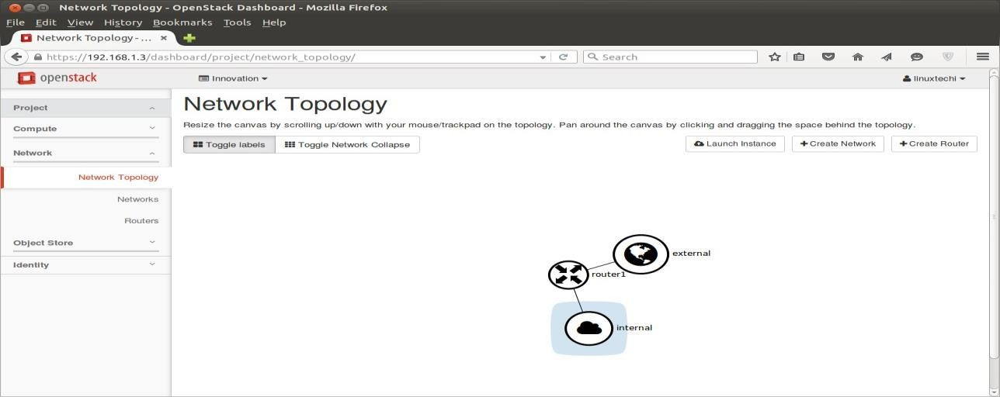 Network Topology - OpenStack Dashboard - Mozilla Firefox
File Edit View History Bookmarks Tools Help
Network Topology - ...
https://192.168.1.3/dashboard/project/network_topology/ Search
openstack Innovation linuxtechi
Project
Compute
Network
Network Topology
Networks
Routers
Object Store
Identity
Network Topology
Resize the canvas by scrolling up/down with your mouse/trackpad on the topology. Pan around the canvas by clicking and dragging the space behind the topology.
Toggle labels Toggle Network Collapse Launch Instance +Create Network +Create Router
external
router1
internal